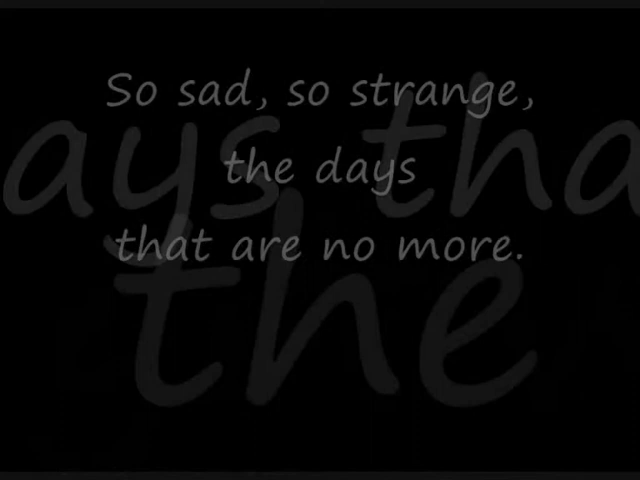 So sad, so strange,
the days
that are no more.
ays tha
the